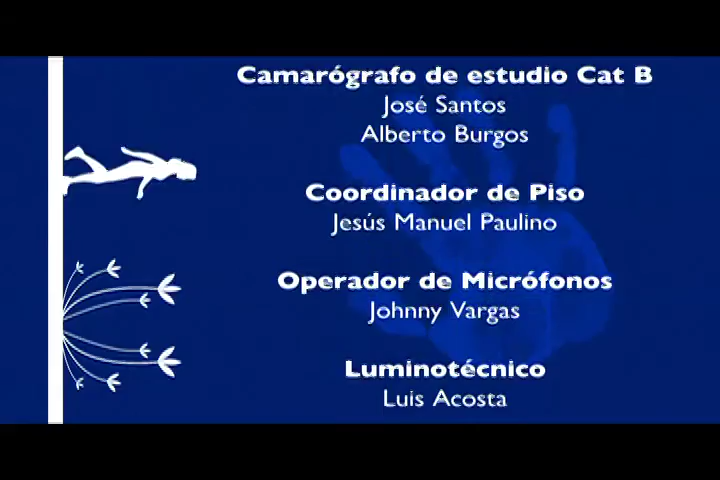 Camarógrafo de estudio Cat B
José Santos
Alberto Burgos
Coordinador de Piso
Jesús Manuel Paulino
Operador de Micrófonos
Johnny Vargas
Luminotécnico
Luis Acosta